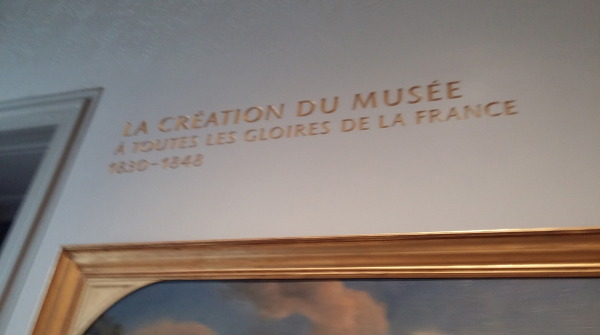 LA CRÉATION DU MUSÉE
À TOUTES LES GLOIRES DE LA FRANCE
1830-1848